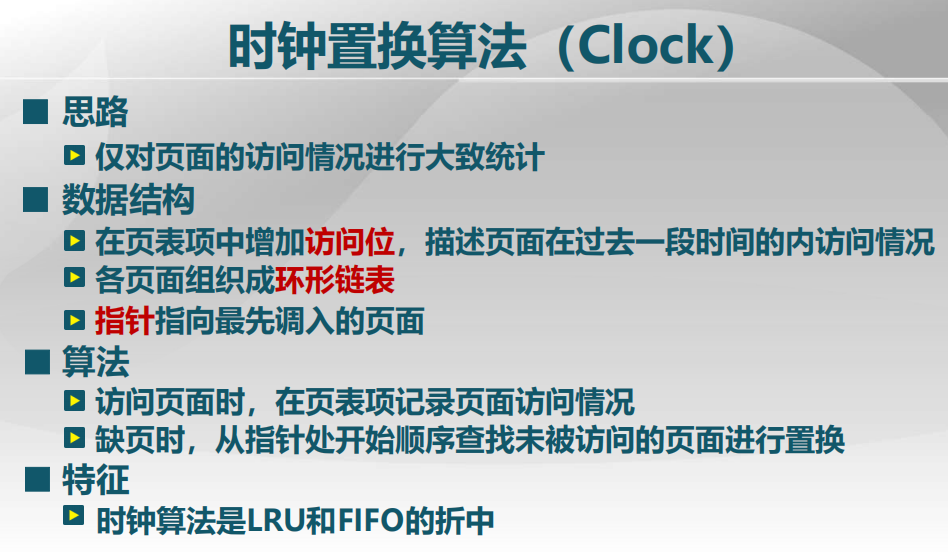 时钟置换算法（Clock）
思路
仅对页面的访问情况进行大致统计
数据结构
在页表项中增加访问位，描述页面在过去一段时间的内访问情况
各页面组织成环形链表
指针指向最先调入的页面
算法
访问页面时，在页表项记录页面访问情况
缺页时，从指针处开始顺序查找未被访问的页面进行置换
特征
时钟算法是LRU和FIFO的折中